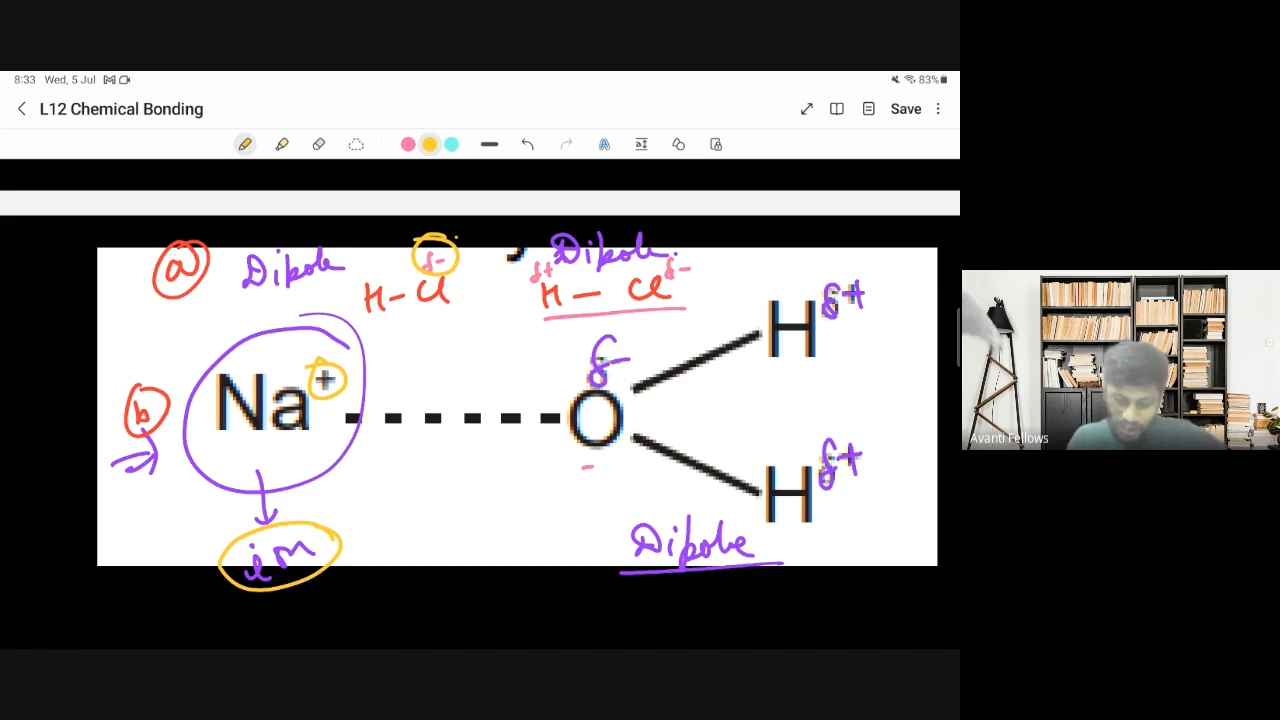 8:33 Wed, 5 Jul
83%
L12 Chemical Bonding
Save
a Dipole H-Cl δ- Dipole.
δ+ H - Cl δ-
H δ+
δ-
b Na+ O
-
H δ+
ion
Dipole
Avanti Fellows